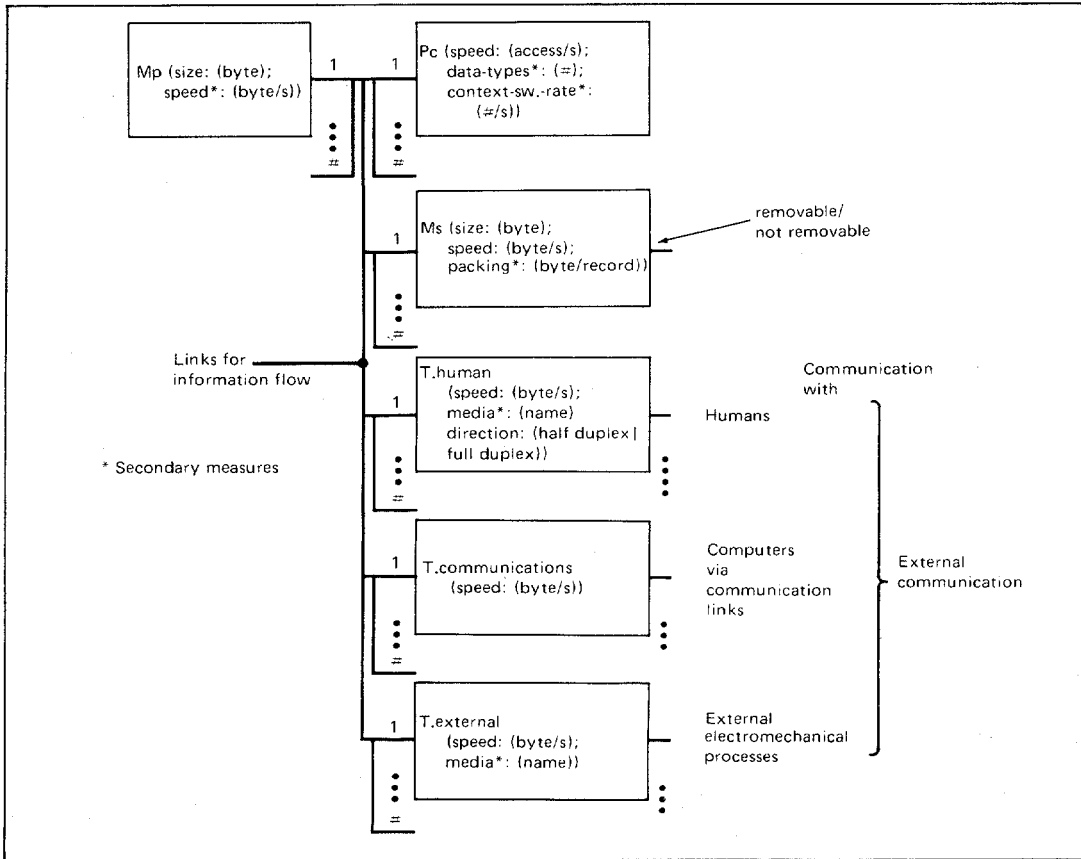 Mp (size: (byte);
speed*: (byte/s))
1
#
1
Pc (speed: (access/s);
data-types*: (#);
context-sw.-rate*:
(#/s))
#
1
Ms (size: (byte);
speed: (byte/s);
packing*: (byte/record))
#
removable/
not removable
Links for
information flow
* Secondary measures
1
T.human
(speed: (byte/s);
media*: (name)
direction: (half duplex|
full duplex))
#
Communication
with
Humans
1
T.communications
(speed: (byte/s))
#
Computers
via
communication
links
External
communication
1
T.external
(speed: (byte/s);
media*: (name))
#
External
electromechanical
processes